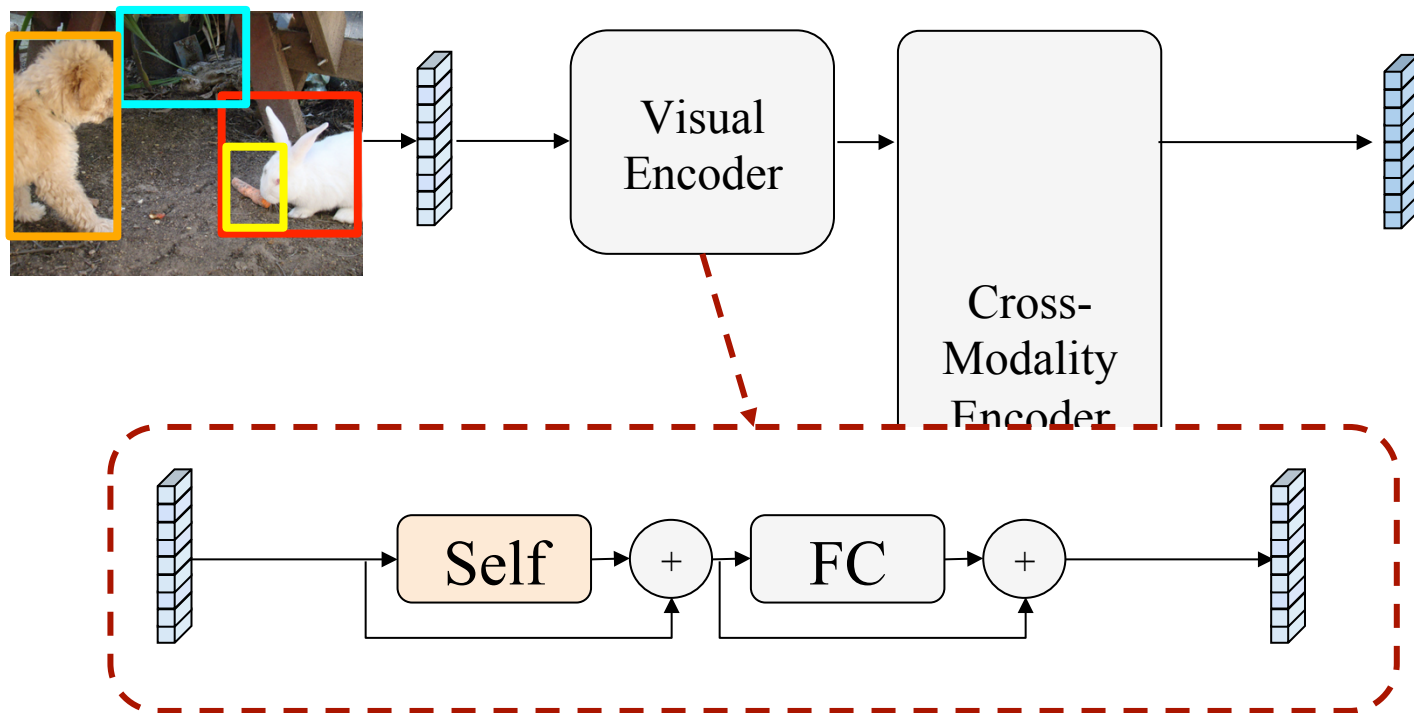 Visual
Encoder
Cross-
Modality
Encoder
Self
+
FC
+